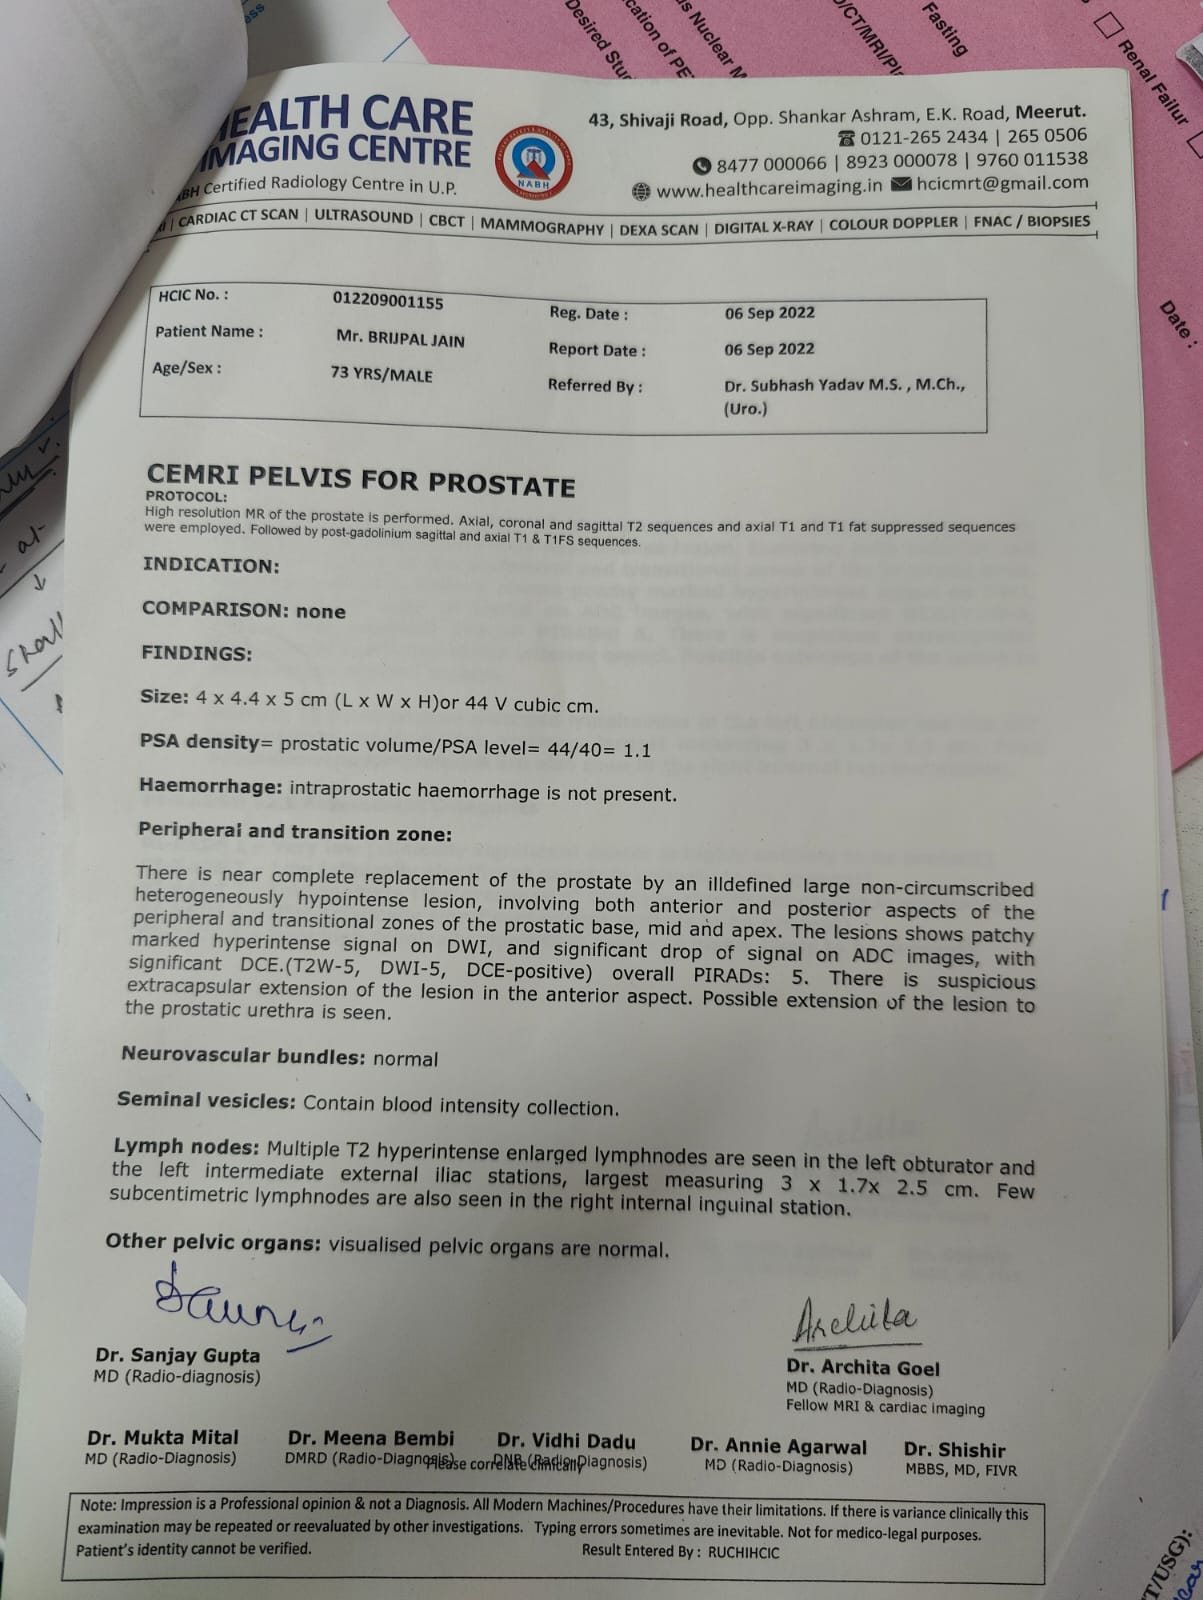 Desired Stu
cation of PE
s Nuclear M
/CT/MRI/Pl
Fasting
Renal Failur
Date :
HEALTH CARE
IMAGING CENTRE
NABH Certified Radiology Centre in U.P.
NABH
43, Shivaji Road, Opp. Shankar Ashram, E.K. Road, Meerut.
0121-265 2434 | 265 0506
8477 000066 | 8923 000078 | 9760 011538
www.healthcareimaging.in hcicmrt@gmail.com
| CARDIAC CT SCAN | ULTRASOUND | CBCT | MAMMOGRAPHY | DEXA SCAN | DIGITAL X-RAY | COLOUR DOPPLER | FNAC / BIOPSIES
HCIC No. : 012209001155 Reg. Date : 06 Sep 2022
Patient Name : Mr. BRIJPAL JAIN Report Date : 06 Sep 2022
Age/Sex : 73 YRS/MALE Referred By : Dr. Subhash Yadav M.S. , M.Ch.,
(Uro.)
CEMRI PELVIS FOR PROSTATE
PROTOCOL:
High resolution MR of the prostate is performed. Axial, coronal and sagittal T2 sequences and axial T1 and T1 fat suppressed sequences
were employed. Followed by post-gadolinium sagittal and axial T1 & T1FS sequences.
INDICATION:
COMPARISON: none
FINDINGS:
Size: 4 x 4.4 x 5 cm (L x W x H)or 44 V cubic cm.
PSA density= prostatic volume/PSA level= 44/40= 1.1
Haemorrhage: intraprostatic haemorrhage is not present.
Peripheral and transition zone:
There is near complete replacement of the prostate by an illdefined large non-circumscribed
heterogeneously hypointense lesion, involving both anterior and posterior aspects of the
peripheral and transitional zones of the prostatic base, mid and apex. The lesions shows patchy
marked hyperintense signal on DWI, and significant drop of signal on ADC images, with
significant DCE.(T2W-5, DWI-5, DCE-positive) overall PIRADs: 5. There is suspicious
extracapsular extension of the lesion in the anterior aspect. Possible extension of the lesion to
the prostatic urethra is seen.
Neurovascular bundles: normal
Seminal vesicles: Contain blood intensity collection.
Lymph nodes: Multiple T2 hyperintense enlarged lymphnodes are seen in the left obturator and
the left intermediate external iliac stations, largest measuring 3 x 1.7x 2.5 cm. Few
subcentimetric lymphnodes are also seen in the right internal inguinal station.
Other pelvic organs: visualised pelvic organs are normal.
Archita
Dr. Sanjay Gupta
MD (Radio-diagnosis)
Dr. Archita Goel
MD (Radio-Diagnosis)
Fellow MRI & cardiac imaging
Dr. Mukta Mital Dr. Meena Bembi Dr. Vidhi Dadu Dr. Annie Agarwal Dr. Shishir
MD (Radio-Diagnosis) DMRD (Radio-Diagnosis) DNB (Radio-Diagnosis) MD (Radio-Diagnosis) MBBS, MD, FIVR
Please correlate clinically
Note: Impression is a Professional opinion & not a Diagnosis. All Modern Machines/Procedures have their limitations. If there is variance clinically this
examination may be repeated or reevaluated by other investigations. Typing errors sometimes are inevitable. Not for medico-legal purposes.
Patient's identity cannot be verified. Result Entered By : RUCHIHCIC
T/USG):